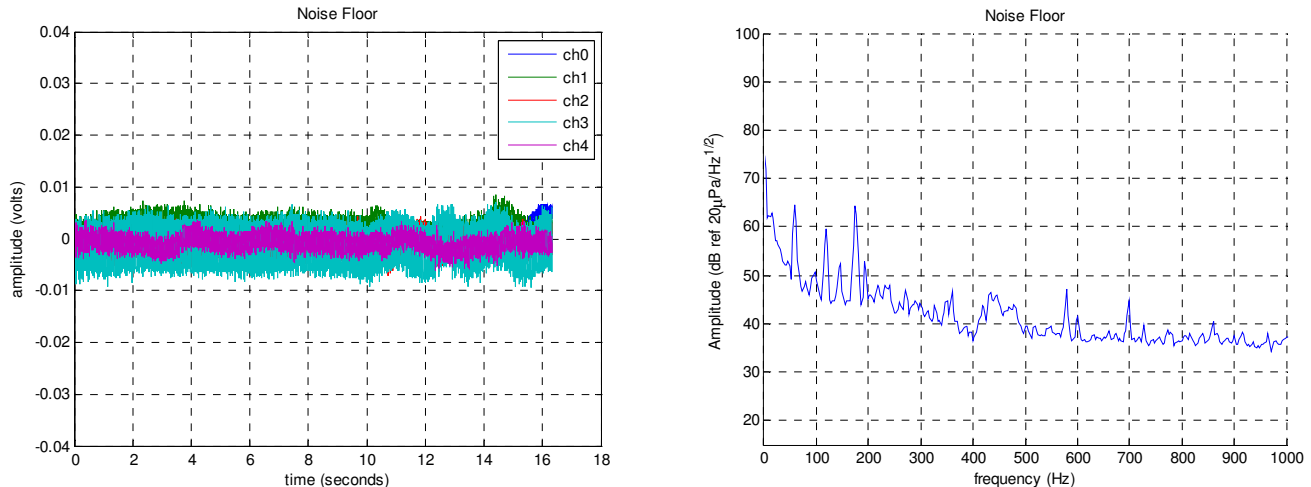 Noise Floor
0.04
0.03
0.02
0.01
0
-0.01
-0.02
-0.03
-0.04
amplitude (volts)
ch0
ch1
ch2
ch3
ch4
0 2 4 6 8 10 12 14 16 18
time (seconds)
Noise Floor
100
90
80
70
60
50
40
30
20
Amplitude (dB ref 20μPa/Hz^1/2)
0 100 200 300 400 500 600 700 800 900 1000
frequency (Hz)